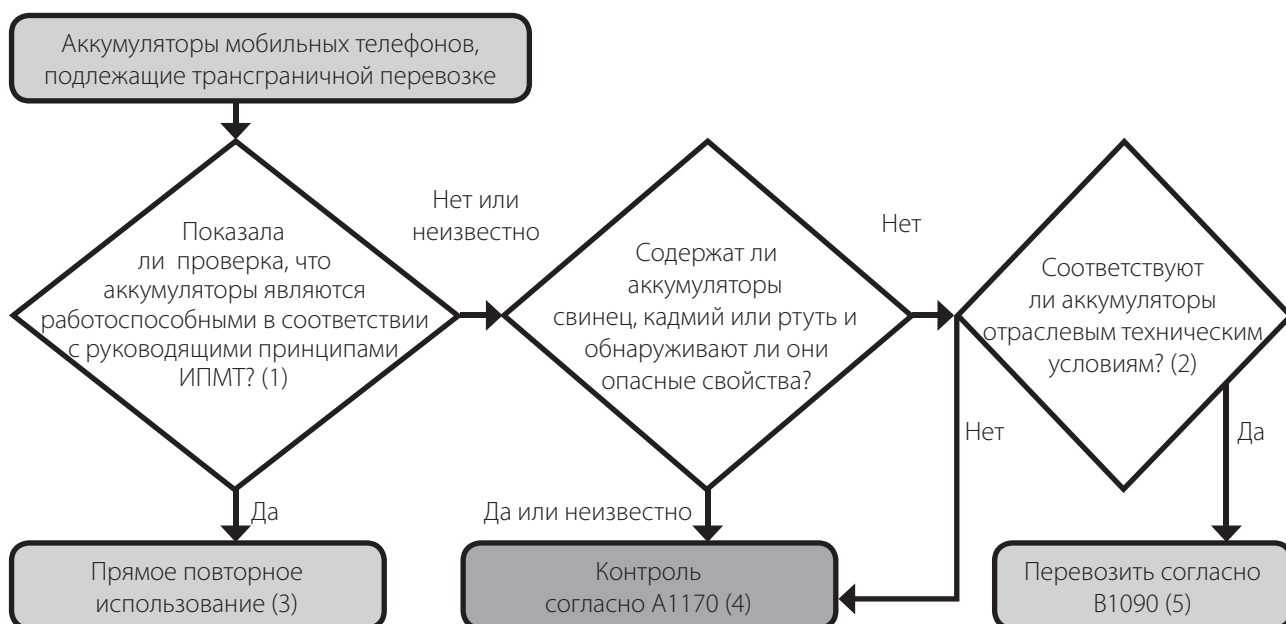 Аккумуляторы мобильных телефонов,
подлежащие трансграничной перевозке
Показала
ли проверка, что
аккумуляторы являются
работоспособными в соответствии
с руководящими принципами
ИПМТ? (1)
Нет или
неизвестно
Содержат ли
аккумуляторы
свинец, кадмий или ртуть и
обнаруживают ли они
опасные свойства?
Нет
Соответствуют
ли аккумуляторы
отраслевым техническим
условиям? (2)
Нет
Да
Да
Да или неизвестно
Прямое повторное
использование (3)
Контроль
согласно A1170 (4)
Перевозить согласно
B1090 (5)